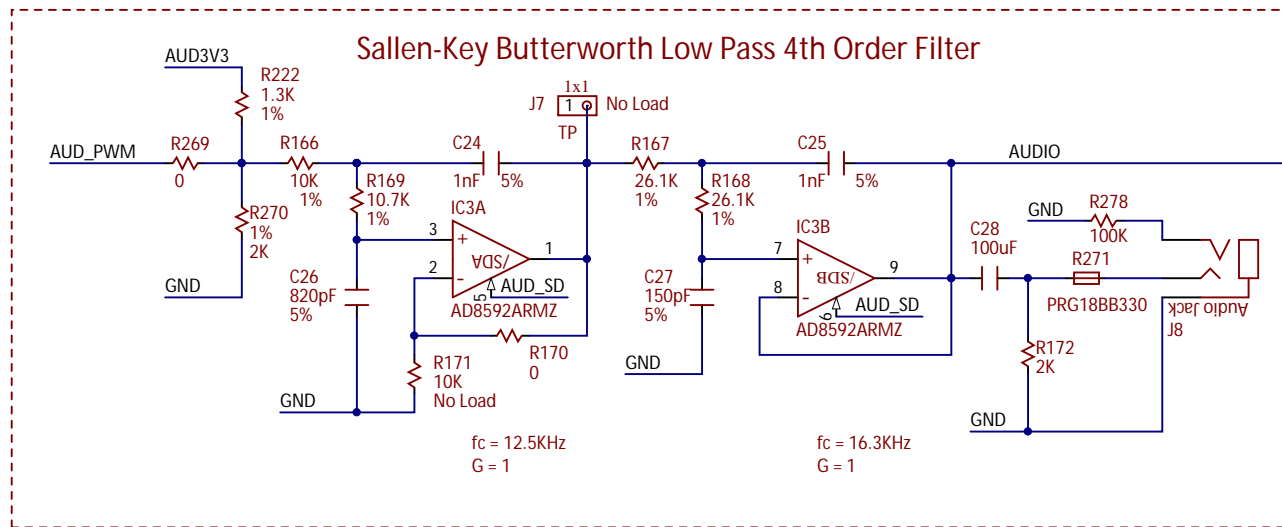 Sallen-Key Butterworth Low Pass 4th Order Filter
AUD3V3
R222
1.3K
1%
AUD_PWM
R269
0
R270
1%
2K
GND
R166
10K
1%
R169
10.7K
1%
C26
820pF
5%
GND
C24
1nF
5%
IC3A
3
+
2
-
1
/SDA
5
AUD_SD
AD8592ARMZ
R171
10K
No Load
R170
0
fc = 12.5KHz
G = 1
1x1
J7
1
No Load
TP
R167
26.1K
1%
R168
26.1K
1%
C27
150pF
5%
GND
C25
1nF
5%
IC3B
7
+
8
-
9
/SDB
6
AUD_SD
AD8592ARMZ
fc = 16.3KHz
G = 1
AUDIO
C28
100uF
GND
R278
100K
R271
PRG18BB330
R172
2K
GND
Audio Jack
J8